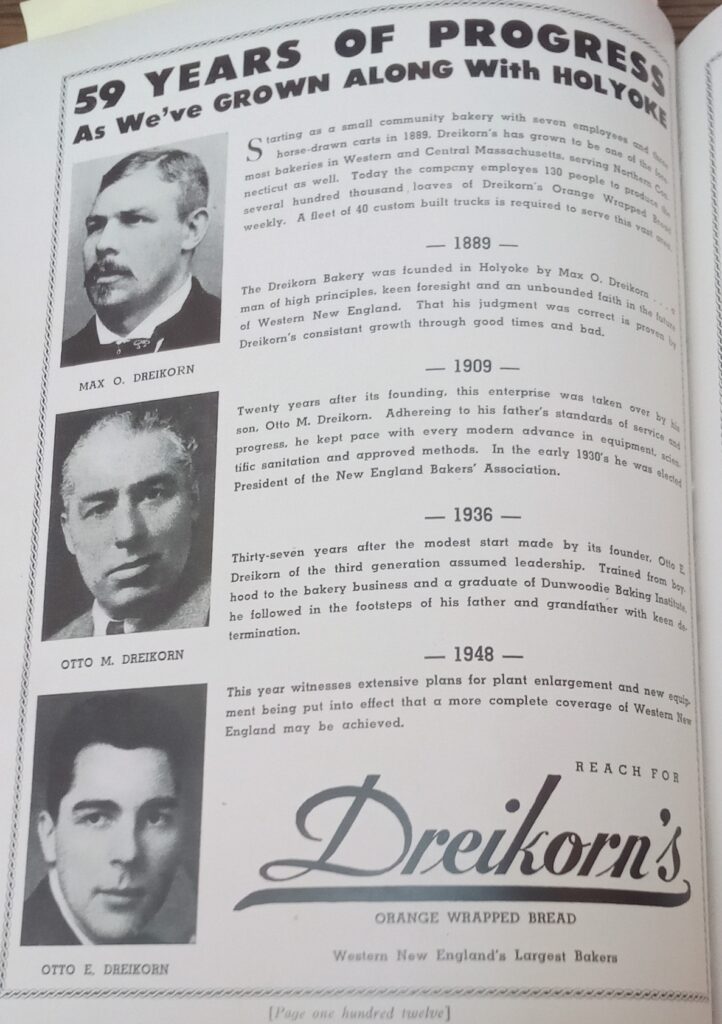 59 YEARS OF PROGRESS
As We've GROWN ALONG With HOLYOKE
Starting as a small community bakery with seven employees and
horse-drawn carts in 1889, Dreikorn's has grown to be one of the
most bakeries in Western and Central Massachusetts, serving Northern Con-
necticut as well. Today the company employes 130 people to produce the
several hundred thousand loaves of Dreikorn's Orange Wrapped Bread
weekly. A fleet of 40 custom built trucks is required to serve this vast area.
— 1889 —
The Dreikorn Bakery was founded in Holyoke by Max O. Dreikorn . . . a
man of high principles, keen foresight and an unbounded faith in the future
of Western New England. That his judgment was correct is proven by
Dreikorn's consistant growth through good times and bad.
MAX O. DREIKORN
— 1909 —
Twenty years after its founding, this enterprise was taken over by his
son, Otto M. Dreikorn. Adhereing to his father's standards of service and
progress, he kept pace with every modern advance in equipment, scien-
tific sanitation and approved methods. In the early 1930's he was elected
President of the New England Bakers' Association.
OTTO M. DREIKORN
— 1936 —
Thirty-seven years after the modest start made by its founder, Otto E.
Dreikorn of the third generation assumed leadership. Trained from boy-
hood to the bakery business and a graduate of Dunwoodie Baking Institute,
he followed in the footsteps of his father and grandfather with keen de-
termination.
— 1948 —
This year witnesses extensive plans for plant enlargement and new equip-
ment being put into effect that a more complete coverage of Western New
England may be achieved.
OTTO E. DREIKORN
REACH FOR
Dreikorn's
ORANGE WRAPPED BREAD
Western New England's Largest Bakers
[Page one hundred twelve]